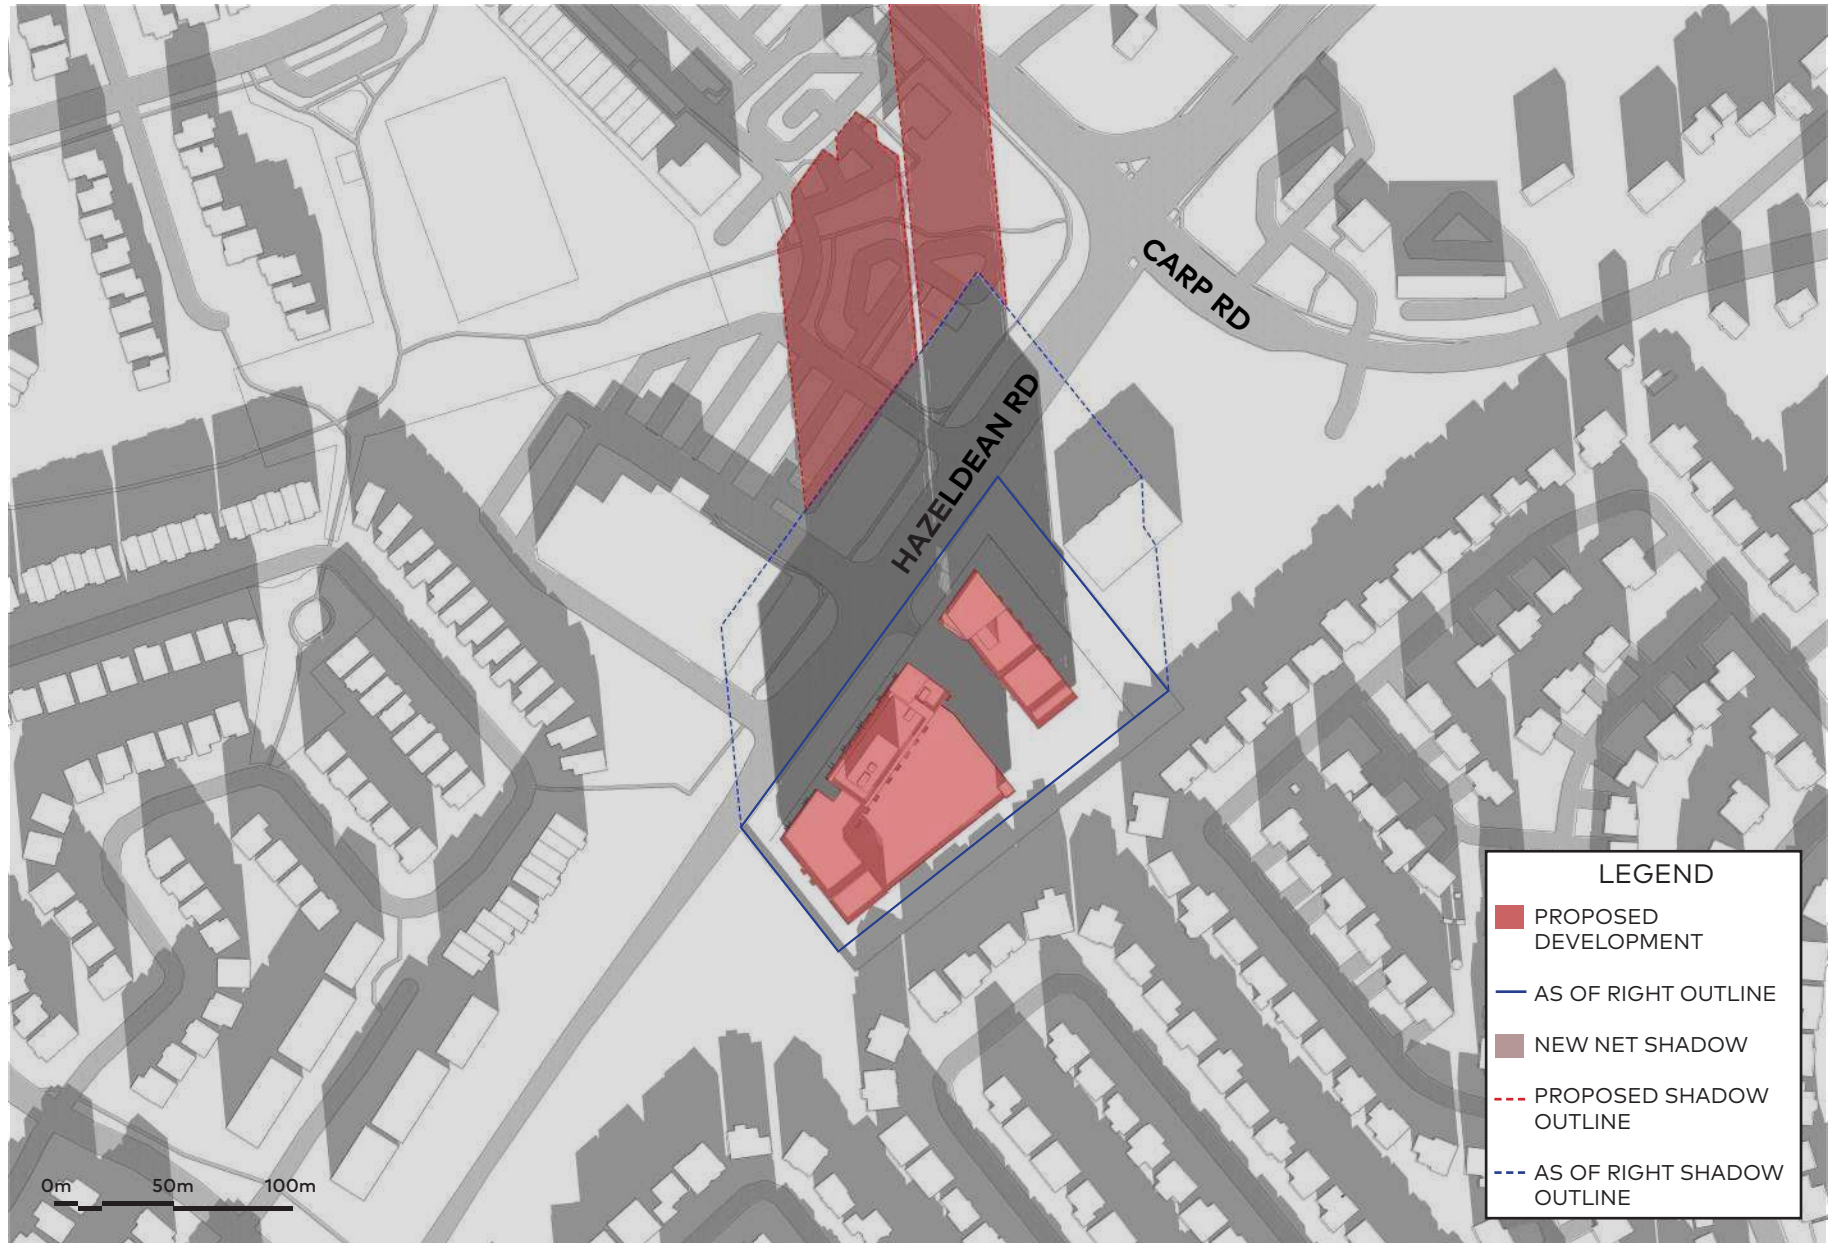 CARP RD
HAZELDEAN RD
LEGEND
PROPOSED
DEVELOPMENT
AS OF RIGHT OUTLINE
NEW NET SHADOW
PROPOSED SHADOW
OUTLINE
AS OF RIGHT SHADOW
OUTLINE
0m 50m 100m